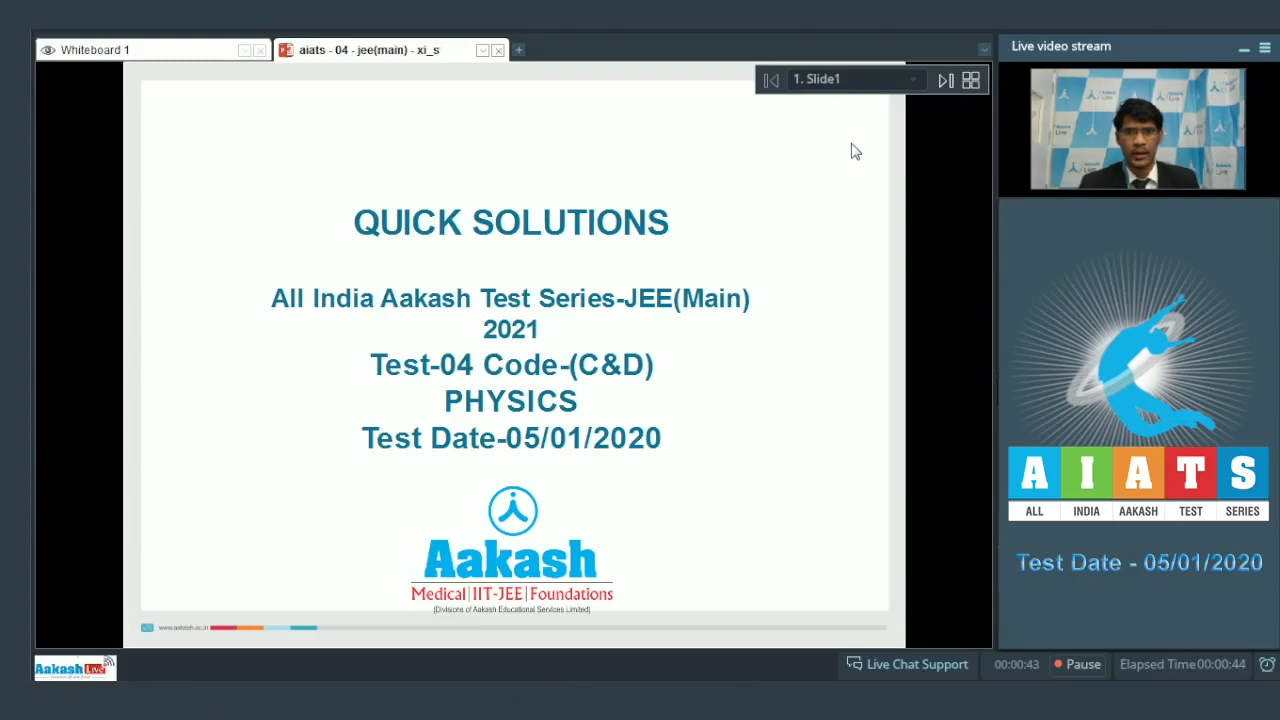 Whiteboard 1
aiats - 04 - jee(main) - xi_s
Live video stream
1. Slide1
QUICK SOLUTIONS
All India Aakash Test Series-JEE(Main)
2021
Test-04 Code-(C&D)
PHYSICS
Test Date-05/01/2020
Aakash
Medical|IIT-JEE|Foundations
(Divisions of Aakash Educational Services Limited)
www.aakash.ac.in
A I A T S
ALL INDIA AAKASH TEST SERIES
Test Date - 05/01/2020
Aakash Live
Live Chat Support
00:00:43
Pause
Elapsed Time00:00:44